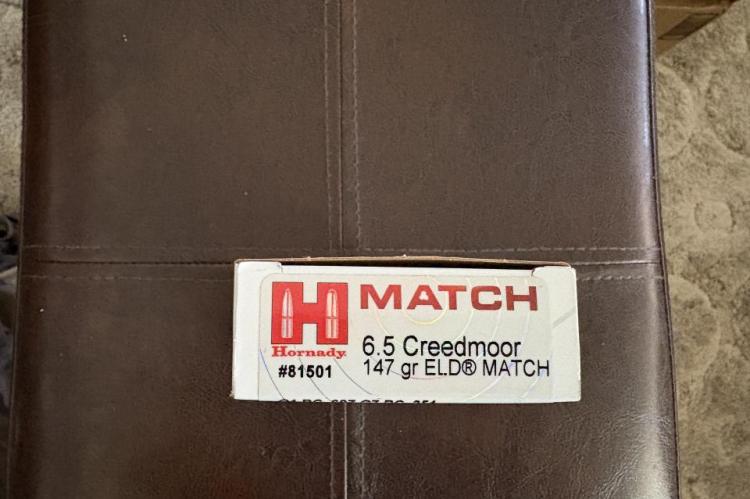 MATCH
Hornady
6.5 Creedmoor
#81501
147 gr ELD® MATCH